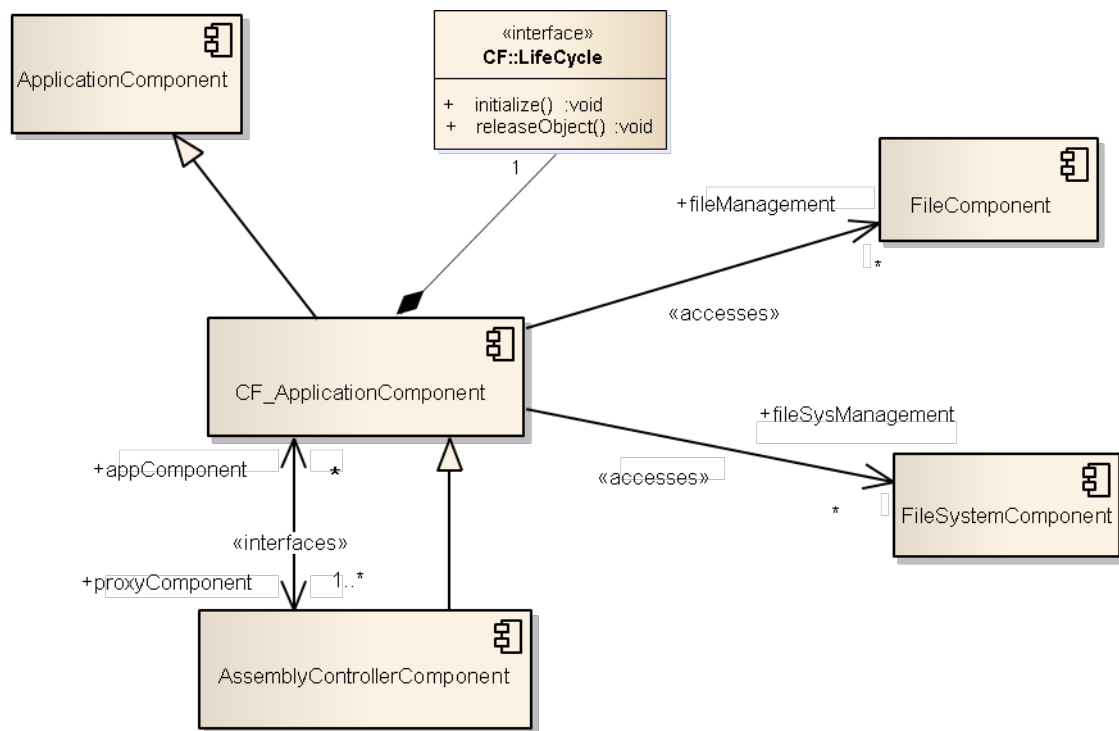 ApplicationComponent
«interface»
CF::LifeCycle
+ initialize() :void
+ releaseObject() :void
1
+fileManagement
FileComponent
*
«accesses»
CF_ApplicationComponent
+fileSysManagement
+appComponent
*
«accesses»
*
FileSystemComponent
«interfaces»
+proxyComponent
1..*
AssemblyControllerComponent